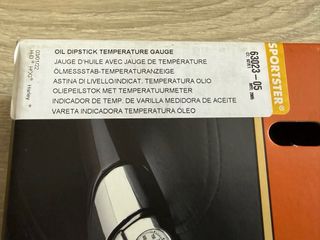 OIL DIPSTICK TEMPERATURE GAUGE
JAUGE D'HUILE AVEC JAUGE DE TEMPÉRATURE
ÖLMESSSTAB-TEMPERATURANZEIGE
ASTINA DI LIVELLO/INDICAT. TEMPERATURA OLIO
OLIEPEILSTOK MET TEMPERATUURMETER
INDICADOR DE TEMP. DE VARILLA MEDIDORA DE ACEITE
VARETA INDICADORA TEMPERATURA ÓLEO
63023-05
SPORTSTER®